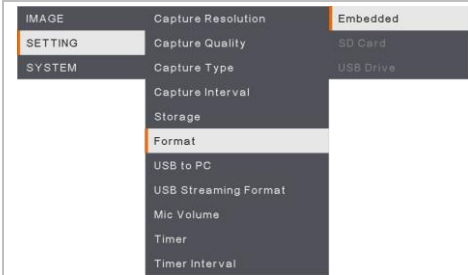 IMAGE
SETTING
SYSTEM
Capture Resolution
Capture Quality
Capture Type
Capture Interval
Storage
Format
USB to PC
USB Streaming Format
Mic Volume
Timer
Timer Interval
Embedded
SD Card
USB Drive